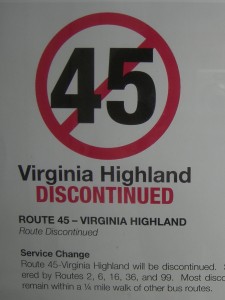 45
Virginia Highland
DISCONTINUED
ROUTE 45 – VIRGINIA HIGHLAND
Route Discontinued
Service Change
Route 45-Virginia Highland will be discontinued.
ered by Routes 2, 6, 16, 36, and 99. Most disc
remain within a ¼ mile walk of other bus routes.